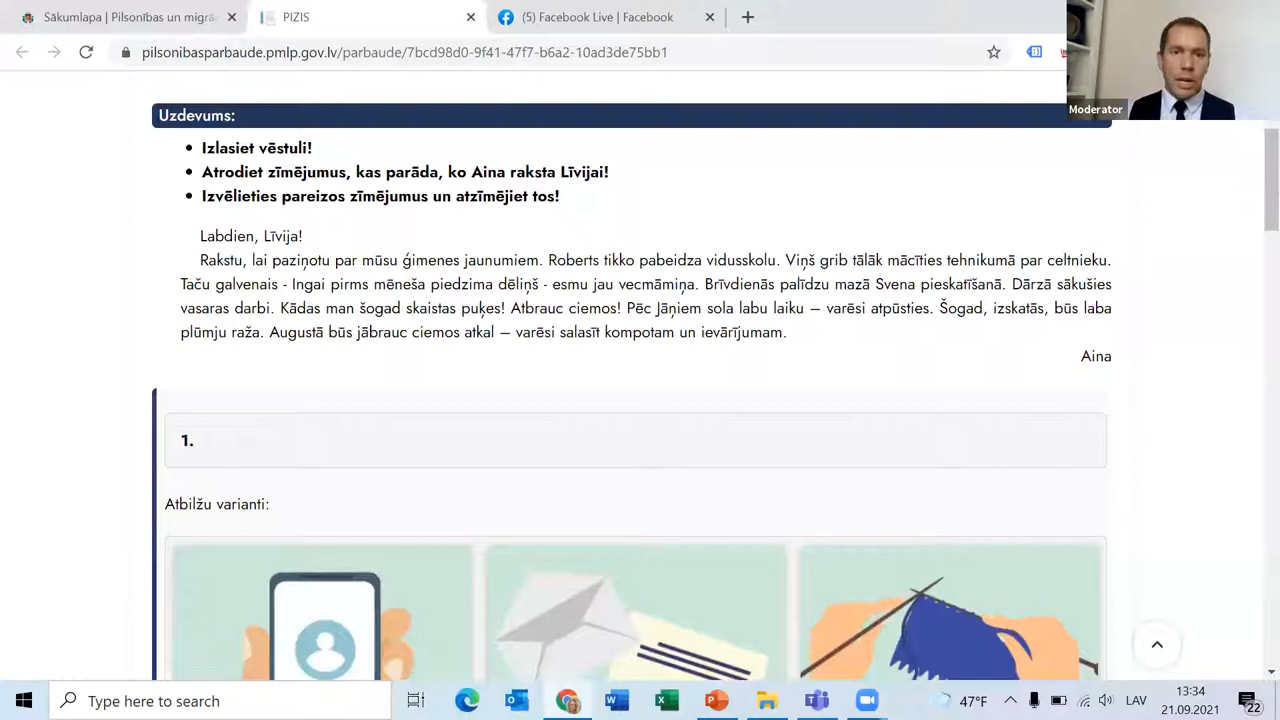 Sākumlapa | Pilsonības un migrā
PIZIS
(5) Facebook Live | Facebook
pilsonibasparbaude.pmlp.gov.lv/parbaude/7bcd98d0-9f41-47f7-b6a2-10ad3de75bb1
Moderator
Uzdevums:
Izlasiet vēstuli!
Atrodiet zīmējumus, kas parāda, ko Aina raksta Līvijai!
Izvēlieties pareizos zīmējumus un atzīmējiet tos!
Labdien, Līvija!
Rakstu, lai paziņotu par mūsu ģimenes jaunumiem. Roberts tikko pabeidza vidusskolu. Viņš grib tālāk mācīties tehnikumā par celtnieku.
Taču galvenais - Ingai pirms mēneša piedzima dēliņš - esmu jau vecmāmiņa. Brīvdienās palīdzu mazā Svena pieskatīšanā. Dārzā sākušies
vasaras darbi. Kādas man šogad skaistas puķes! Atbrauc ciemos! Pēc Jāņiem sola labu laiku – varēsi atpūsties. Šogad, izskatās, būs laba
plūmju raža. Augustā būs jābrauc ciemos atkal – varēsi salasīt kompotam un ievārījumam.
Aina
1.
Atbilžu varianti:
Type here to search
47°F
LAV
13:34
21.09.2021
22